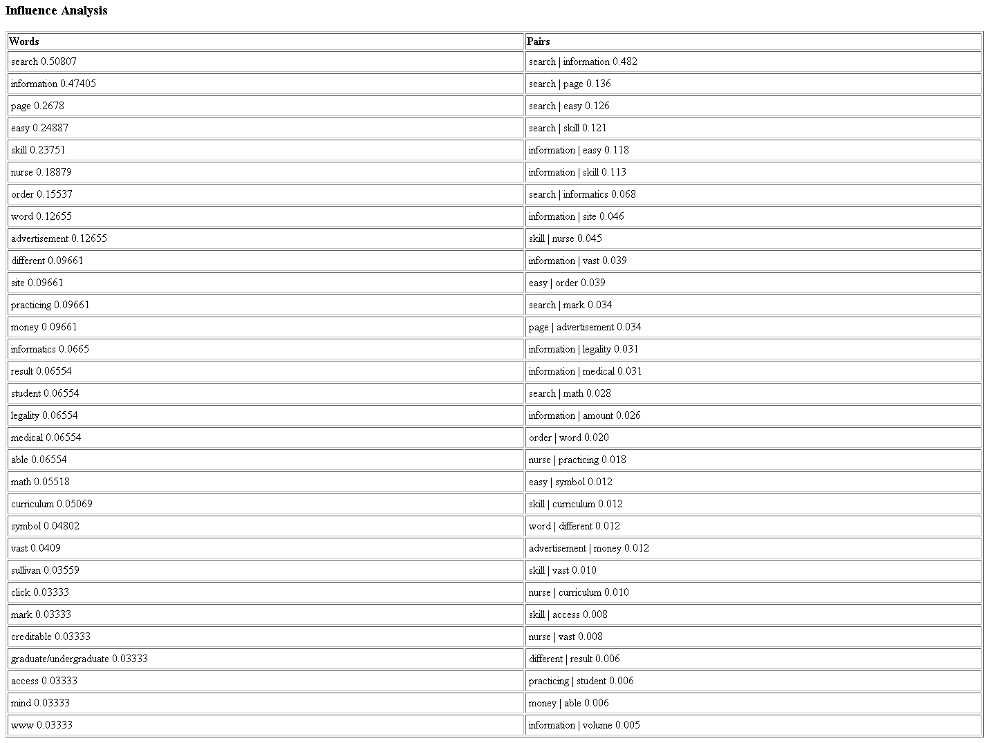 Influence Analysis
Words Pairs
search 0.50807 search | information 0.482
information 0.47405 search | page 0.136
page 0.2678 search | easy 0.126
easy 0.24887 search | skill 0.121
skill 0.23751 information | easy 0.118
nurse 0.18879 information | skill 0.113
order 0.15537 search | informatics 0.068
word 0.12655 information | site 0.046
advertisement 0.12655 skill | nurse 0.045
different 0.09661 information | vast 0.039
site 0.09661 easy | order 0.039
practicing 0.09661 search | mark 0.034
money 0.09661 page | advertisement 0.034
informatics 0.0665 information | legality 0.031
result 0.06554 information | medical 0.031
student 0.06554 search | math 0.028
legality 0.06554 information | amount 0.026
medical 0.06554 order | word 0.020
able 0.06554 nurse | practicing 0.018
math 0.05518 easy | symbol 0.012
curriculum 0.05069 skill | curriculum 0.012
symbol 0.04802 word | different 0.012
vast 0.0409 advertisement | money 0.012
sullivan 0.03559 skill | vast 0.010
click 0.03333 nurse | curriculum 0.010
mark 0.03333 skill | access 0.008
creditable 0.03333 nurse | vast 0.008
graduate/undergraduate 0.03333 different | result 0.006
access 0.03333 practicing | student 0.006
mind 0.03333 money | able 0.006
www 0.03333 information | volume 0.005